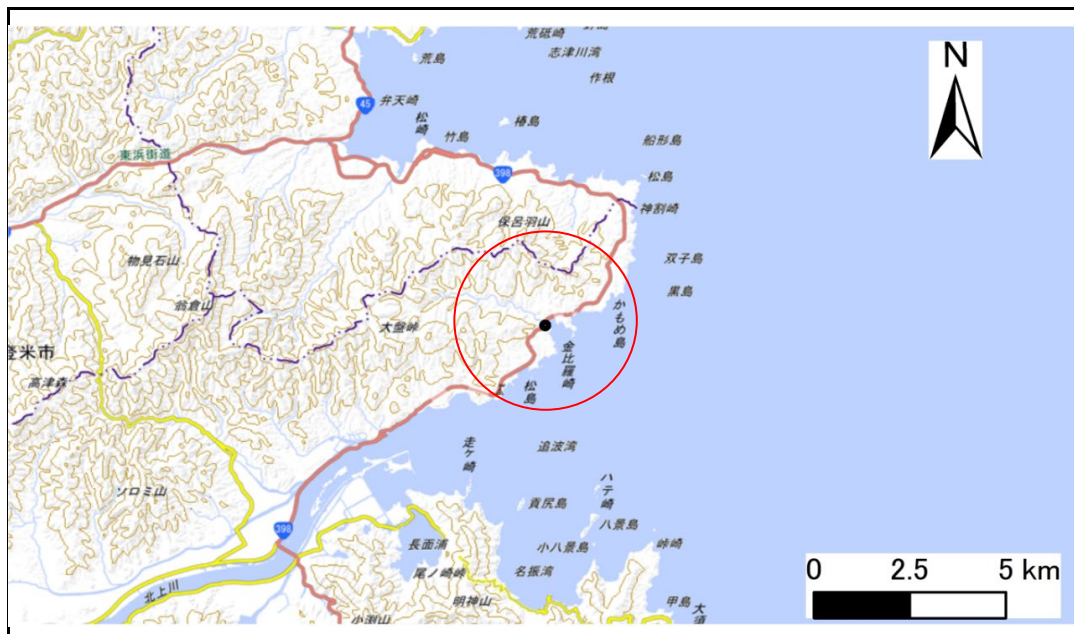 荒砥崎
志津川湾
荒島
作根
45
弁天崎
松崎
竹島
椿島
船形島
東浜街道
398
松島
神割崎
保呂羽山
物見石山
双子島
黒島
翁倉山
かもめ島
大盤峠
金比羅崎
登米市
高津森
松島
追波湾
走ヶ崎
ソロミ山
ハテ崎
貢尻島
八景島
398
長面浦
小八景島
峠崎
尾ノ崎峠
名振湾
北上川
明神山
甲島
大須
小渕山
N
0 2.5 5 km